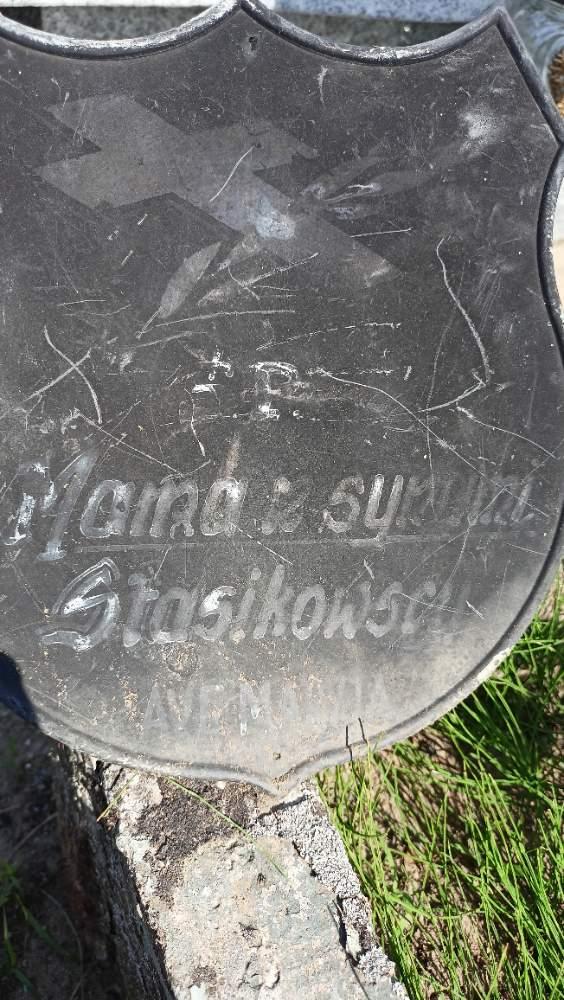 Ś. P.
Mama z synami
Stasikowscy
AVE MARIA